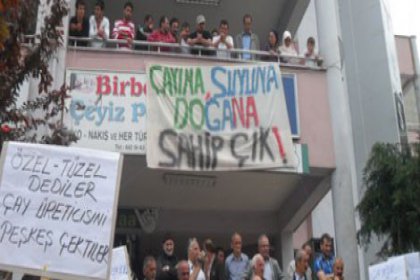 ÇAYINA, SUYUNA
DOĞANA
SAHİP ÇIK!
Çeyiz
NAKIŞ VE HER TÜR
ÖZEL-TÜZEL
DEDİLER
ÇAY ÜRETİCİSİNİ
PEŞKEŞ ÇEKTİLER